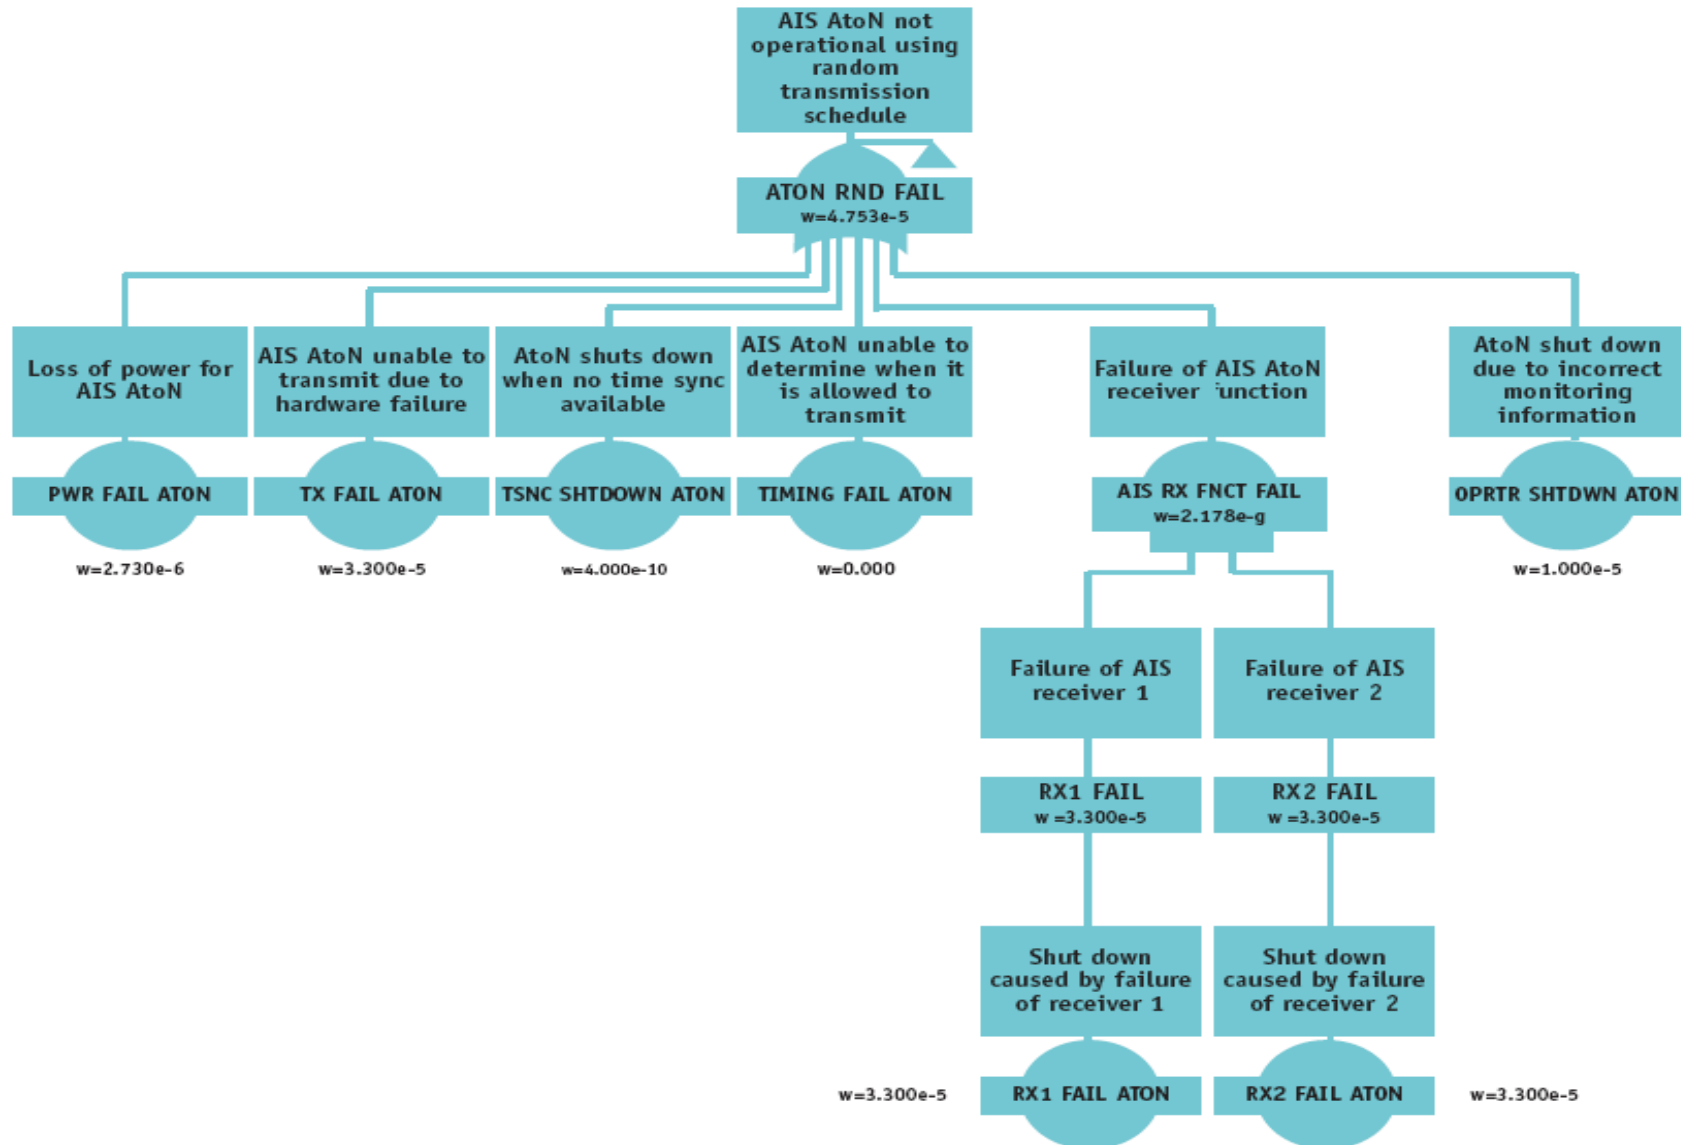 AIS AtoN not
operational using
random
transmission
schedule
ATON RND FAIL
w=4.753e-5
Loss of power for
AIS AtoN
PWR FAIL ATON
w=2.730e-6
AIS AtoN unable to
transmit due to
hardware failure
TX FAIL ATON
w=3.300e-5
AtoN shuts down
when no time sync
available
TSNC SHTDOWN ATON
w=4.000e-10
AIS AtoN unable to
determine when it
is allowed to
transmit
TIMING FAIL ATON
w=0.000
Failure of AIS AtoN
receiver function
AIS RX FNCT FAIL
w=2.178e-g
AtoN shut down
due to incorrect
monitoring
information
OPRTR SHTDWN ATON
w=1.000e-5
Failure of AIS
receiver 1
RX1 FAIL
w =3.300e-5
Shut down
caused by failure
of receiver 1
RX1 FAIL ATON
w=3.300e-5
Failure of AIS
receiver 2
RX2 FAIL
w =3.300e-5
Shut down
caused by failure
of receiver 2
RX2 FAIL ATON
w=3.300e-5